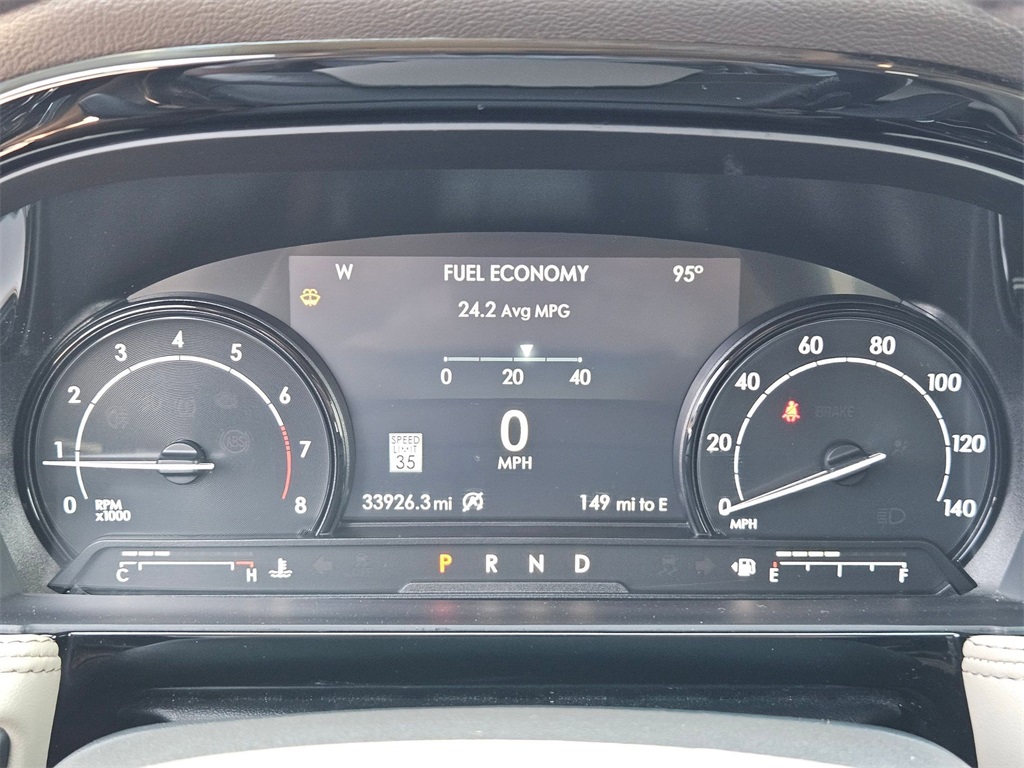 W FUEL ECONOMY 95°
24.2 Avg MPG
0 20 40
0
MPH
SPEED
LIMIT
35
33926.3 mi 149 mi to E
0 1 2 3 4 5 6 7 8
RPM
x1000
ABS
0 20 40 60 80 100 120 140
MPH
BRAKE
C H P R N D E F